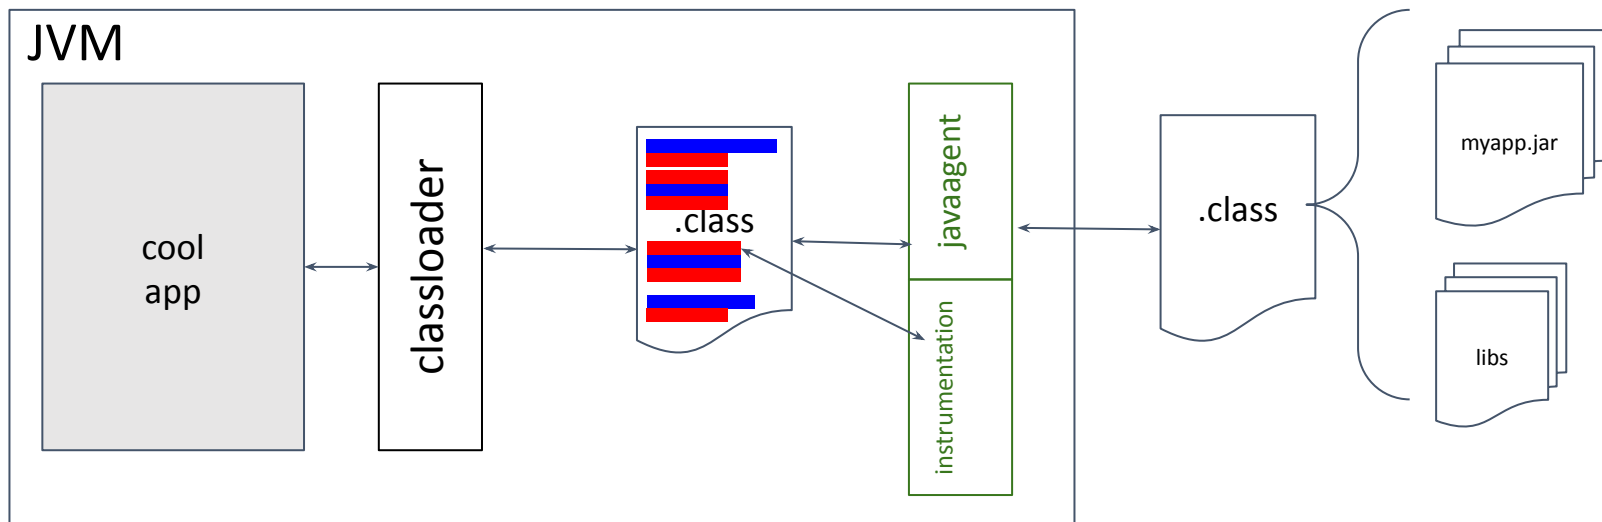 JVM
cool
app
classloader
.class
javaagent
instrumentation
.class
myapp.jar
libs